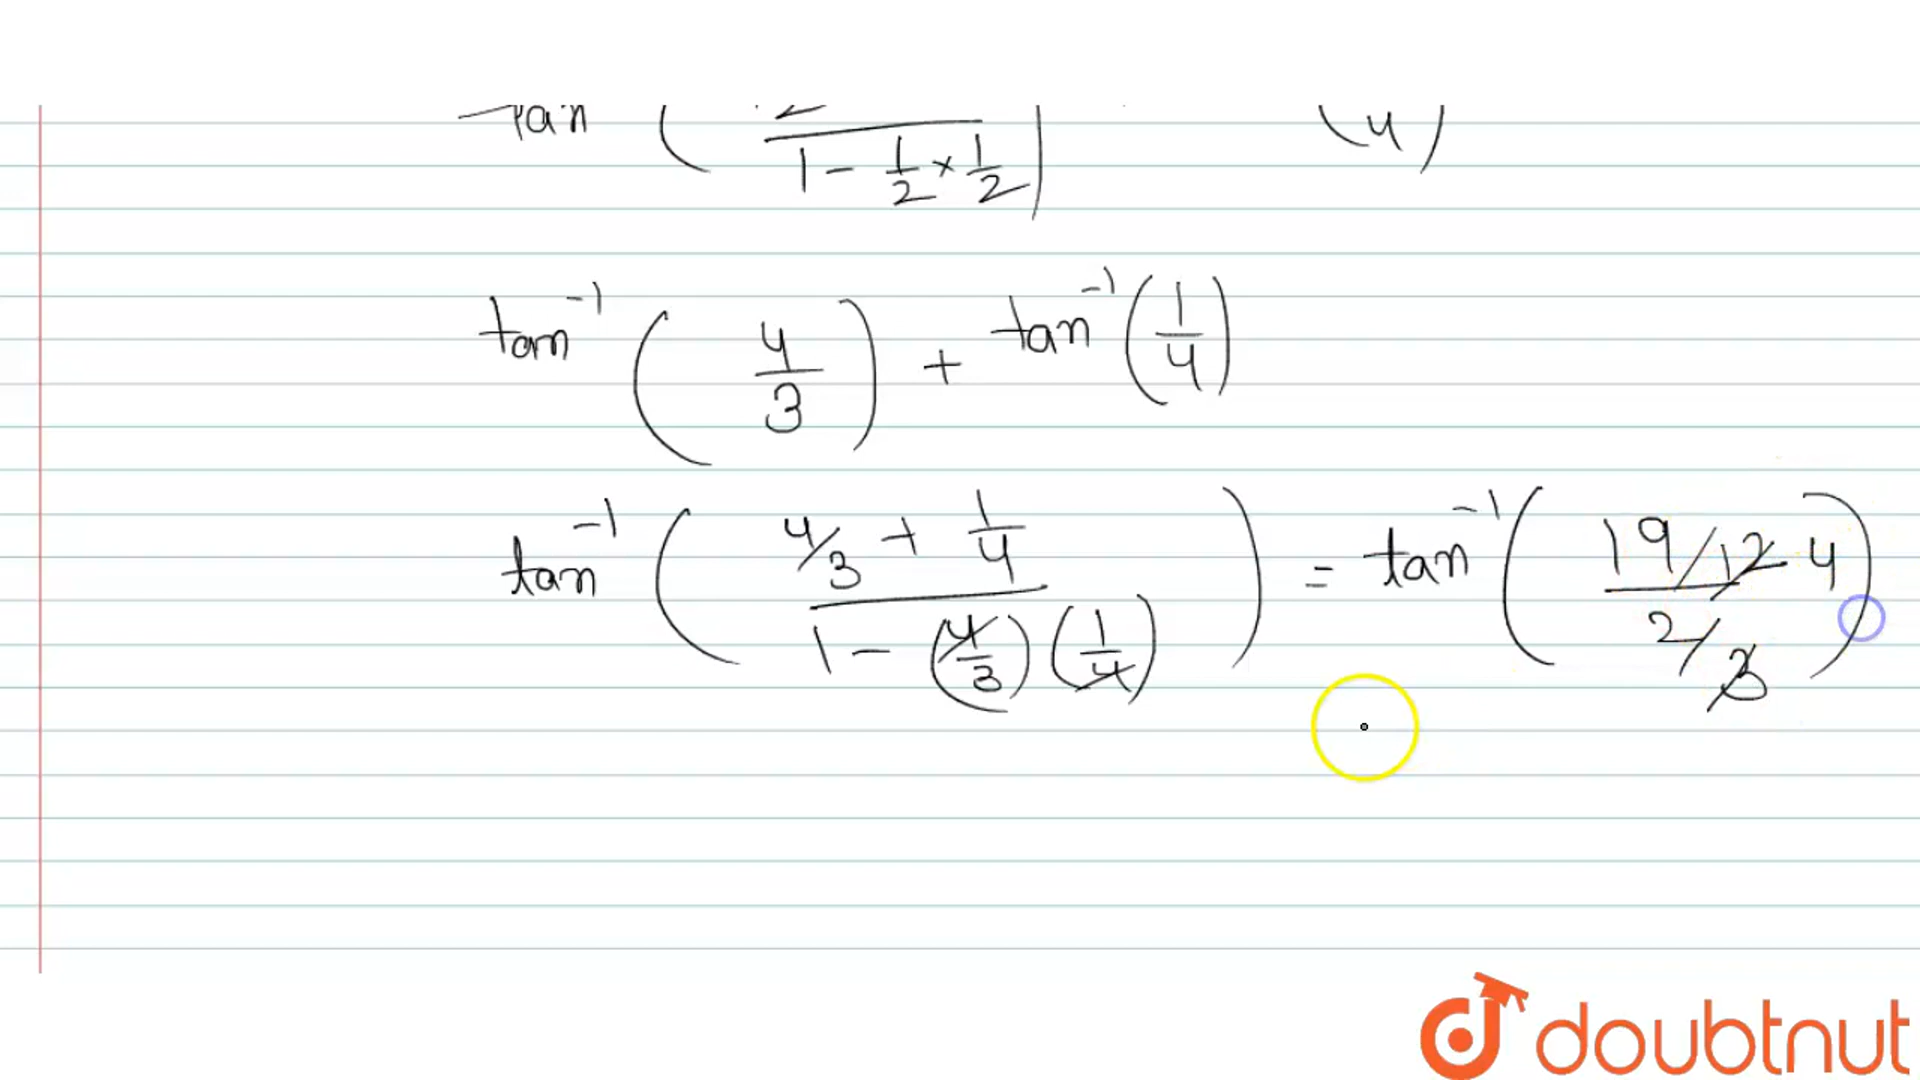 tan ( 2 / (1 - 1/2 × 1/2) ) (4)
tan⁻¹ (4/3) + tan⁻¹ (1/4)
tan⁻¹ ( (4/3 + 1/4) / (1 - (4/3)(1/4)) ) = tan⁻¹ ( (19/12 4) / (2/3) )
doubtnut